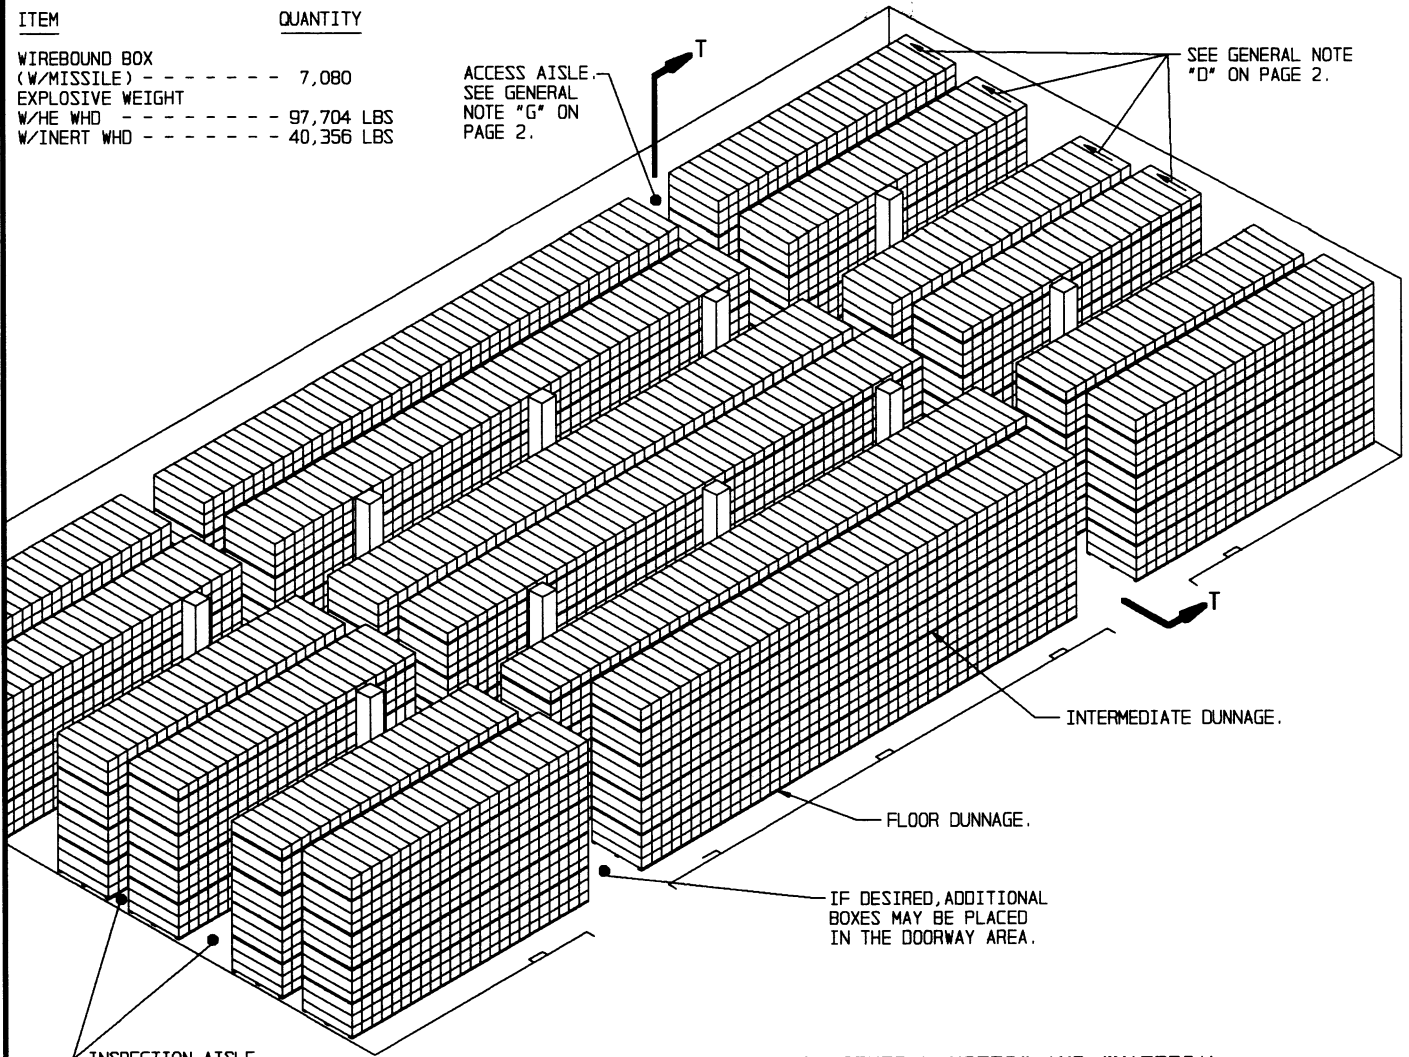 ITEM QUANTITY
WIREBOUND BOX
(W/MISSILE) - - - - - - - 7,080
EXPLOSIVE WEIGHT
W/HE WHD - - - - - - - - 97,704 LBS
W/INERT WHD - - - - - - - 40,356 LBS
ACCESS AISLE.
SEE GENERAL
NOTE "G" ON
PAGE 2.
T
SEE GENERAL NOTE
"D" ON PAGE 2.
T
INTERMEDIATE DUNNAGE.
FLOOR DUNNAGE.
IF DESIRED, ADDITIONAL
BOXES MAY BE PLACED
IN THE DOORWAY AREA.
INSPECTION AISLE